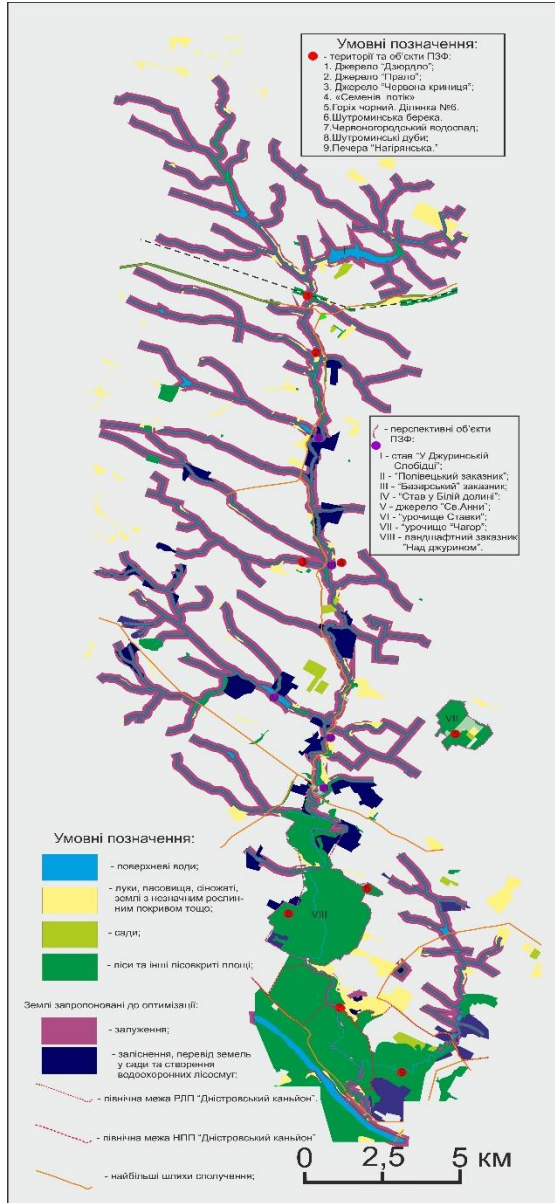 Умовні позначення:
- території та об'єкти ПЗФ:
1. Джерело "Дзюрдло";
2. Джерело "Прало";
3. Джерело "Червона криниця";
4. «Семенів потік»
5.Горіх чорний. Ділянка №6.
6.Шутроминська берека.
7.Червоногородський водоспад;
8.Шутроминські дуби;
9.Печера "Нагірянська."
- перспективні об'єкти
ПЗФ:
I - став "У Джуринській
Слобідці";
II - "Полівецький заказник";
III - "Базарський" заказник;
IV - "Став у Білій долині";
V - джерело "Св.Анни";
VI - "урочище Ставки";
VII - "урочище "Чагор";
VIII - ландшафтний заказник
"Над джурином".
VII
VIII
Умовні позначення:
- поверхневі води;
- луки, пасовища, сіножаті,
землі з незначним рослин-
ним покривом тощо;
- сади;
- ліси та інші лісовкриті площі;
Землі запропоновані до оптимізації:
- залуження;
- заліснення, перевід земель
у сади та створення
водоохоронних лісосмуг;
- північна межа РЛП "Дністровський каньйон".
- північна межа НПП "Дністровський каньйон"
- найбільші шляхи сполучення;
0 2,5 5 км